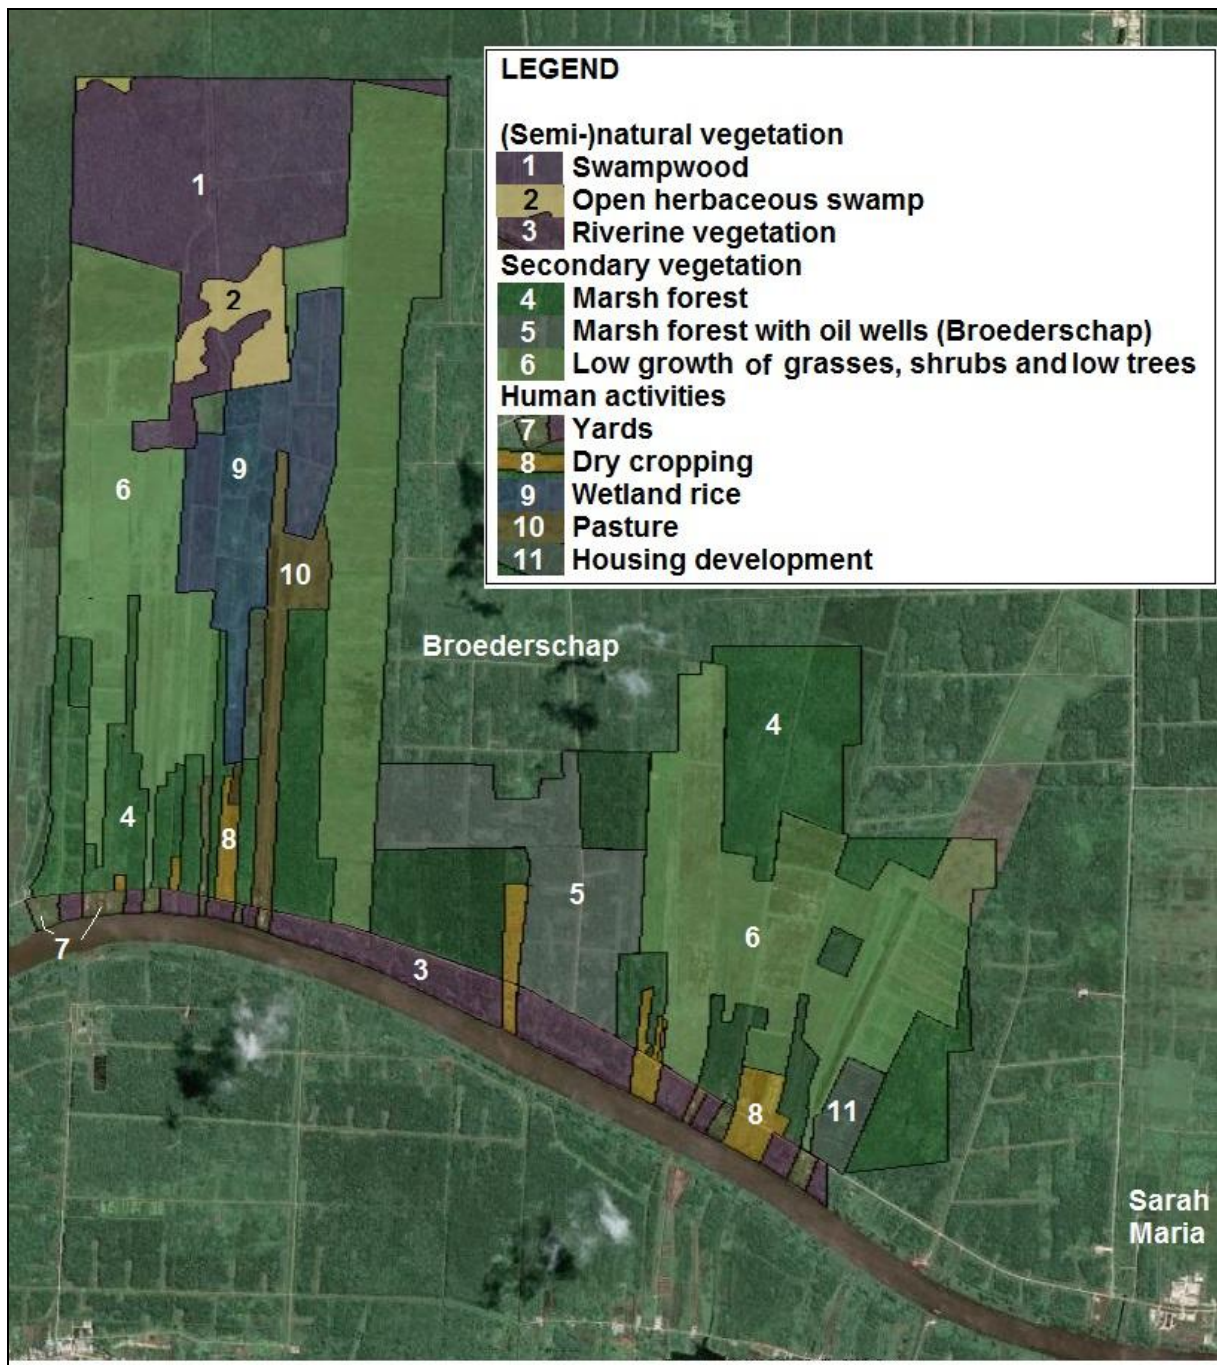 LEGEND
(Semi-)natural vegetation
1 Swampwood
2 Open herbaceous swamp
3 Riverine vegetation
Secondary vegetation
4 Marsh forest
5 Marsh forest with oil wells (Broederschap)
6 Low growth of grasses, shrubs and low trees
Human activities
7 Yards
8 Dry cropping
9 Wetland rice
10 Pasture
11 Housing development
1
2
9
6
10
Broederschap
4
4
8
5
6
7
3
8
11
Sarah
Maria